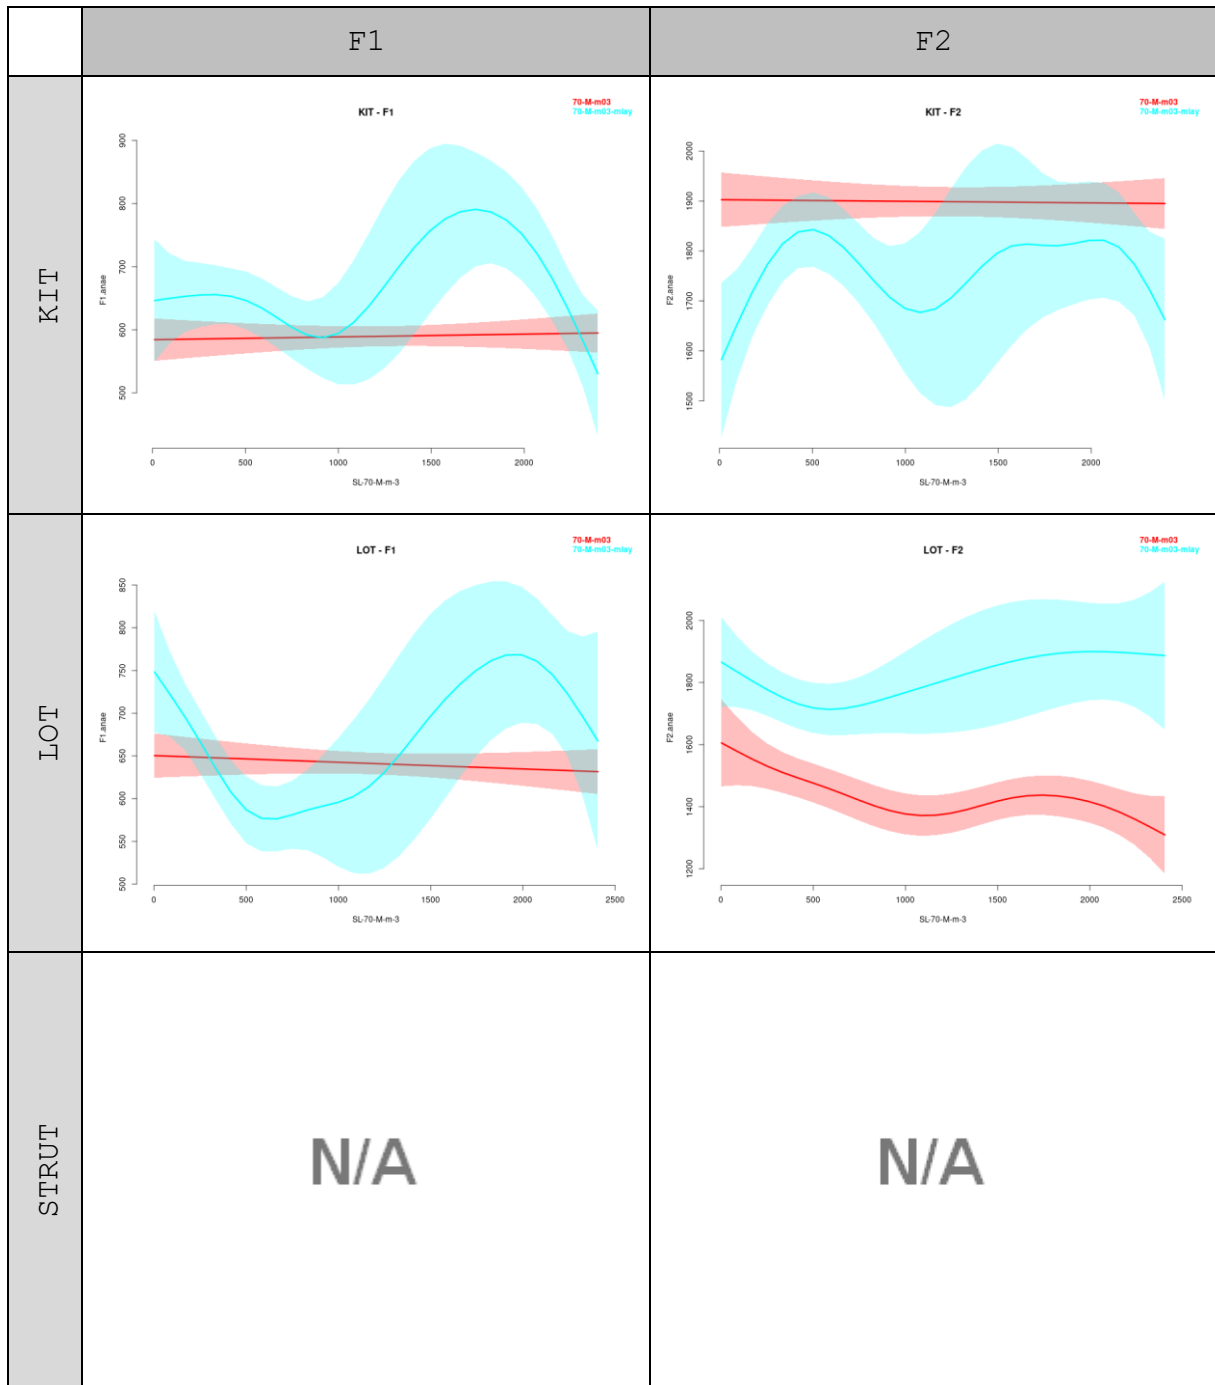 F1
F2
KIT
KIT - F1
70-M-m03
70-M-m03-mlay
F1.anae
900
800
700
600
500
0
500
1000
1500
2000
SL-70-M-m-3
KIT - F2
70-M-m03
70-M-m03-mlay
F2.anae
2000
1900
1800
1700
1600
1500
0
500
1000
1500
2000
SL-70-M-m-3
LOT
LOT - F1
70-M-m03
70-M-m03-mlay
F1.anae
850
800
750
700
650
600
550
500
0
500
1000
1500
2000
2500
SL-70-M-m-3
LOT - F2
70-M-m03
70-M-m03-mlay
F2.anae
2000
1800
1600
1400
1200
0
500
1000
1500
2000
2500
SL-70-M-m-3
STRUT
N/A
N/A